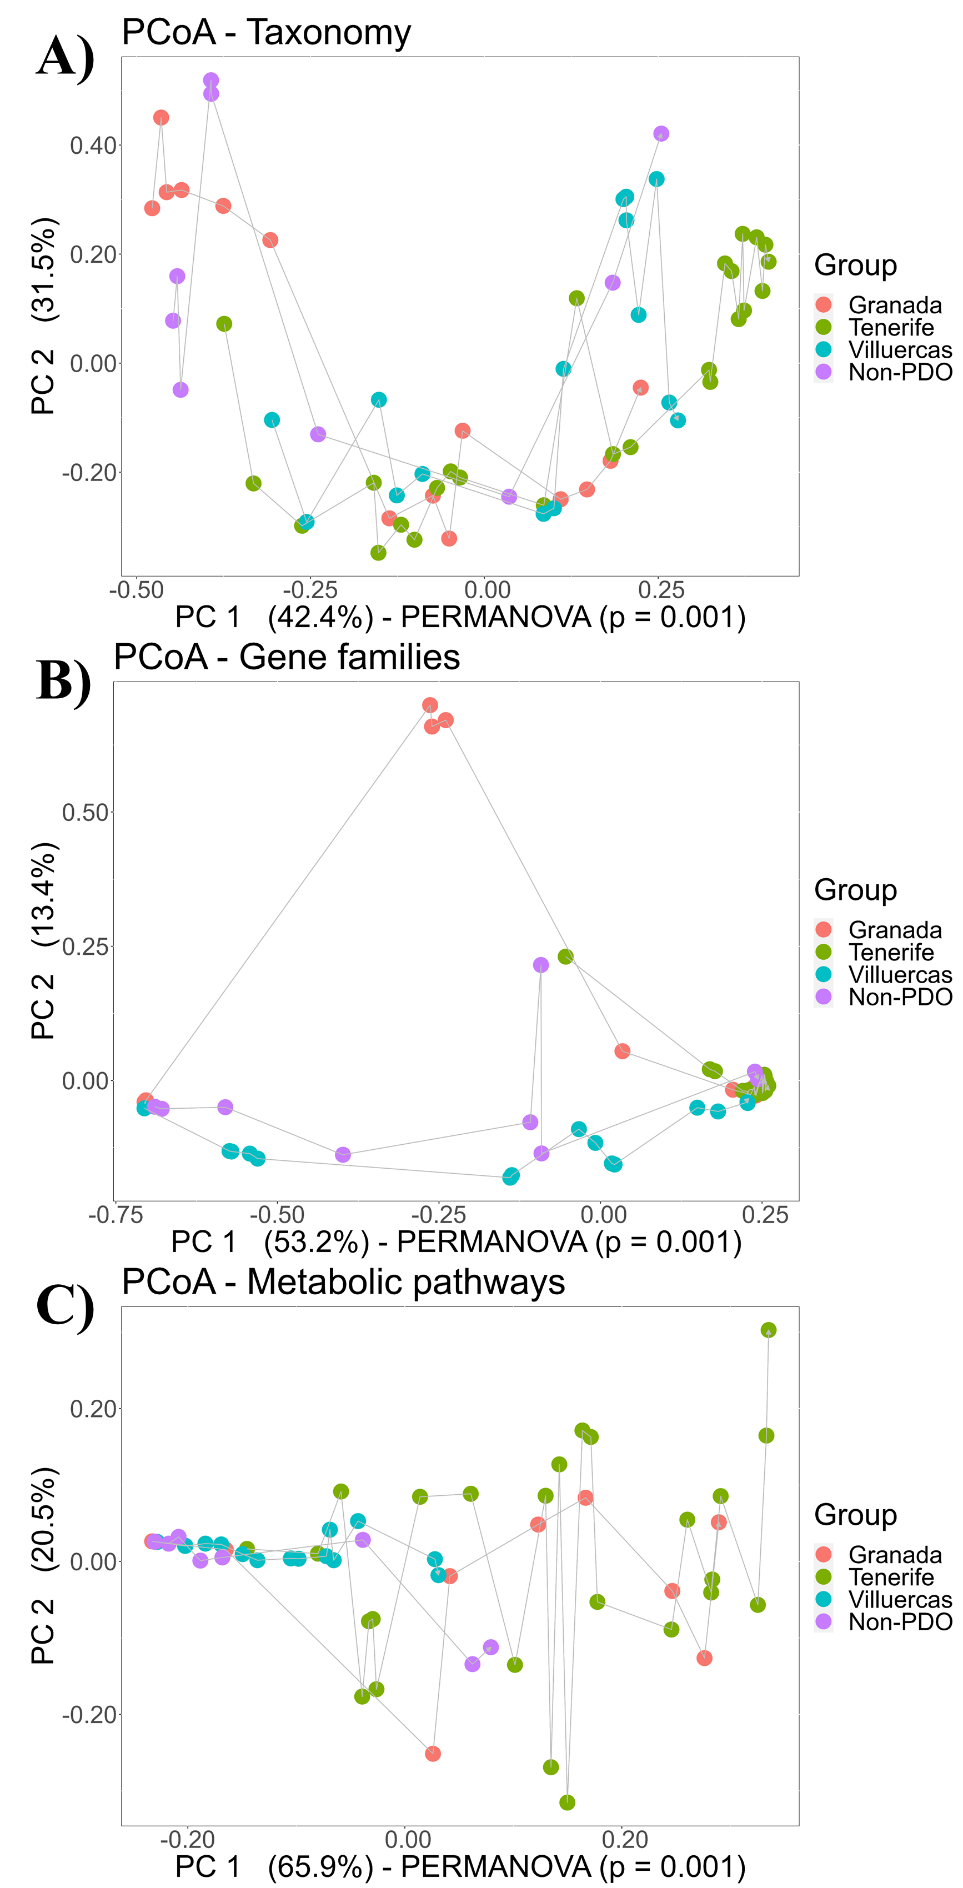 A)
PCoA - Taxonomy
PC 2 (31.5%)
0.40
0.20
0.00
-0.20
-0.50 -0.25 0.00 0.25
PC 1 (42.4%) - PERMANOVA (p = 0.001)
Group
Granada
Tenerife
Villuercas
Non-PDO
B)
PCoA - Gene families
PC 2 (13.4%)
0.50
0.25
0.00
-0.75 -0.50 -0.25 0.00 0.25
PC 1 (53.2%) - PERMANOVA (p = 0.001)
Group
Granada
Tenerife
Villuercas
Non-PDO
C)
PCoA - Metabolic pathways
PC 2 (20.5%)
0.20
0.00
-0.20
-0.20 0.00 0.20
PC 1 (65.9%) - PERMANOVA (p = 0.001)
Group
Granada
Tenerife
Villuercas
Non-PDO